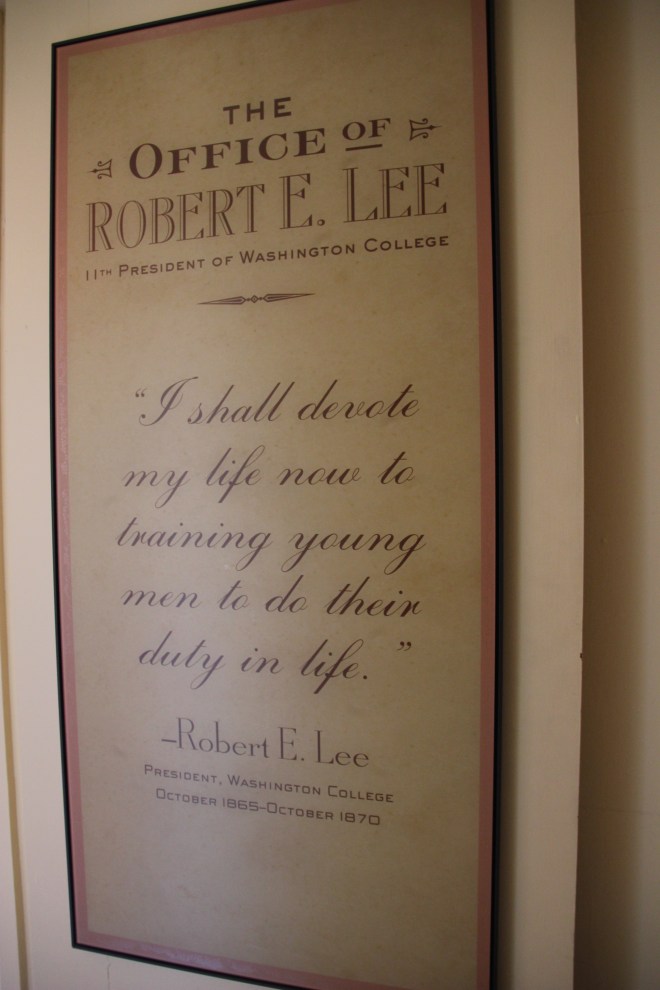 THE
OFFICE OF
ROBERT E. LEE
11TH PRESIDENT OF WASHINGTON COLLEGE
“I shall devote
my life now to
training young
men to do their
duty in life.”
–Robert E. Lee
PRESIDENT, WASHINGTON COLLEGE
OCTOBER 1865–OCTOBER 1870